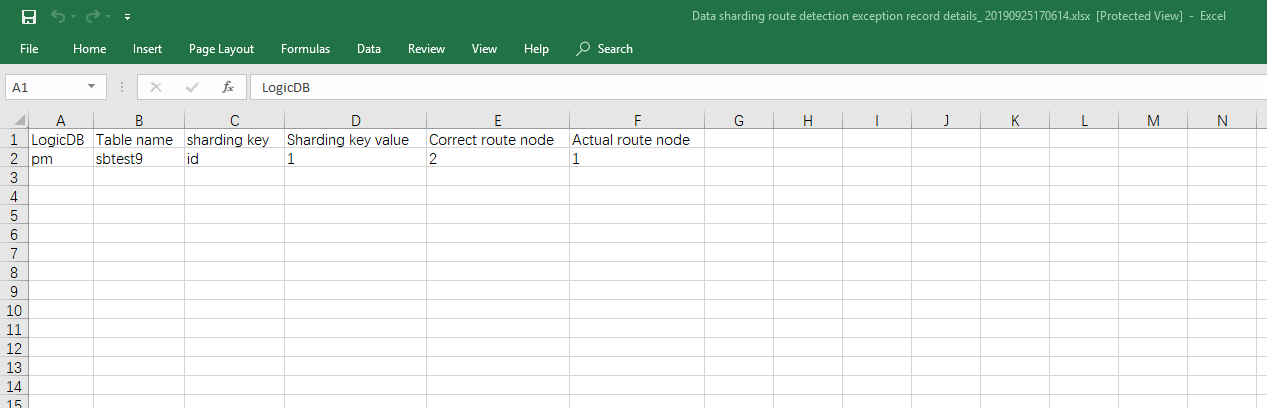 Data sharding route detection exception record details_ 20190925170614.xlsx [Protected View] - Excel
File Home Insert Page Layout Formulas Data Review View Help Search
A1 fx LogicDB
A B C D E F G H I J K L M N
1 LogicDB Table name sharding key Sharding key value Correct route node Actual route node
2 pm sbtest9 id 1 2 1
3
4
5
6
7
8
9
10
11
12
13
14
15